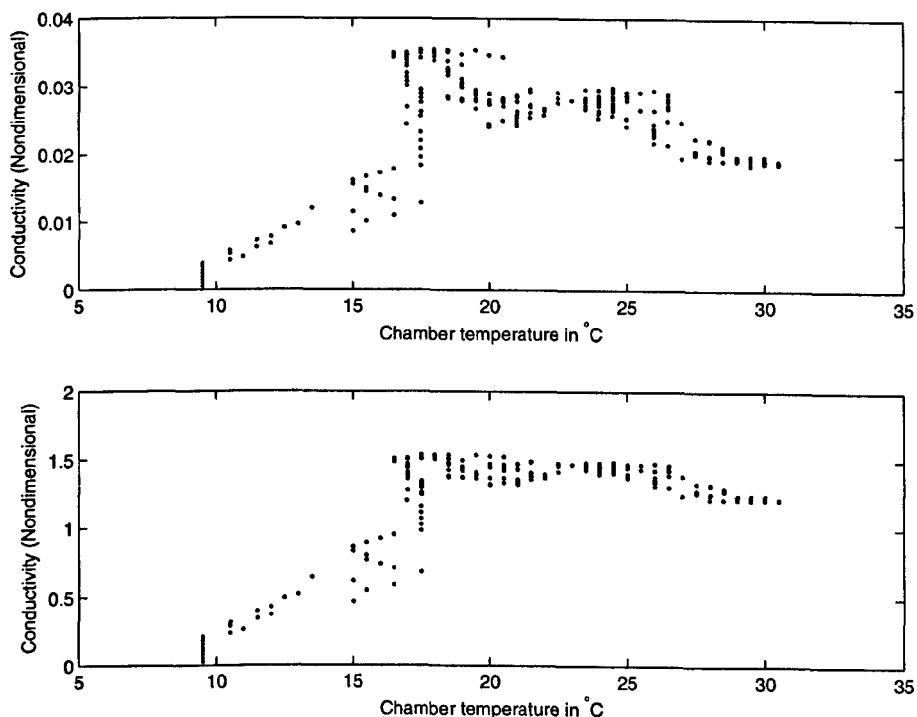 0.04
0.03
0.02
0.01
0
Conductivity (Nondimensional)
5 10 15 20 25 30 35
Chamber temperature in °C
2
1.5
1
0.5
0
Conductivity (Nondimensional)
5 10 15 20 25 30 35
Chamber temperature in °C